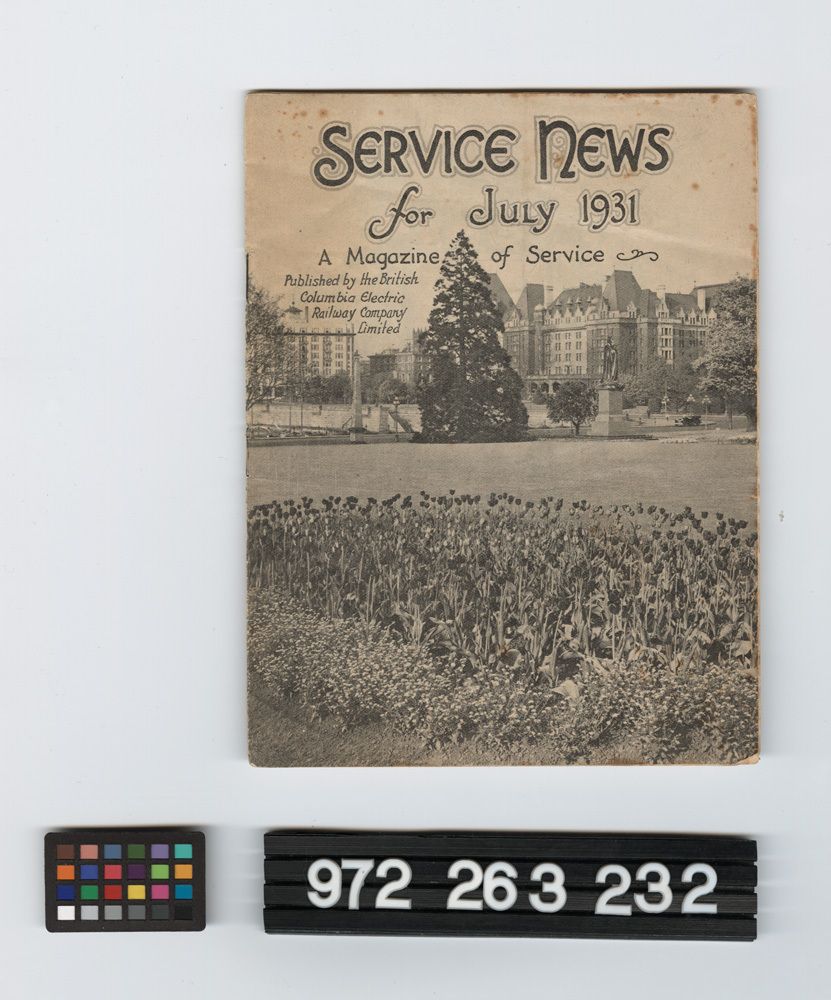 SERVICE NEWS
for JULY 1931
A Magazine of Service
Published by the British
Columbia Electric
Railway Company
Limited
972 263 232